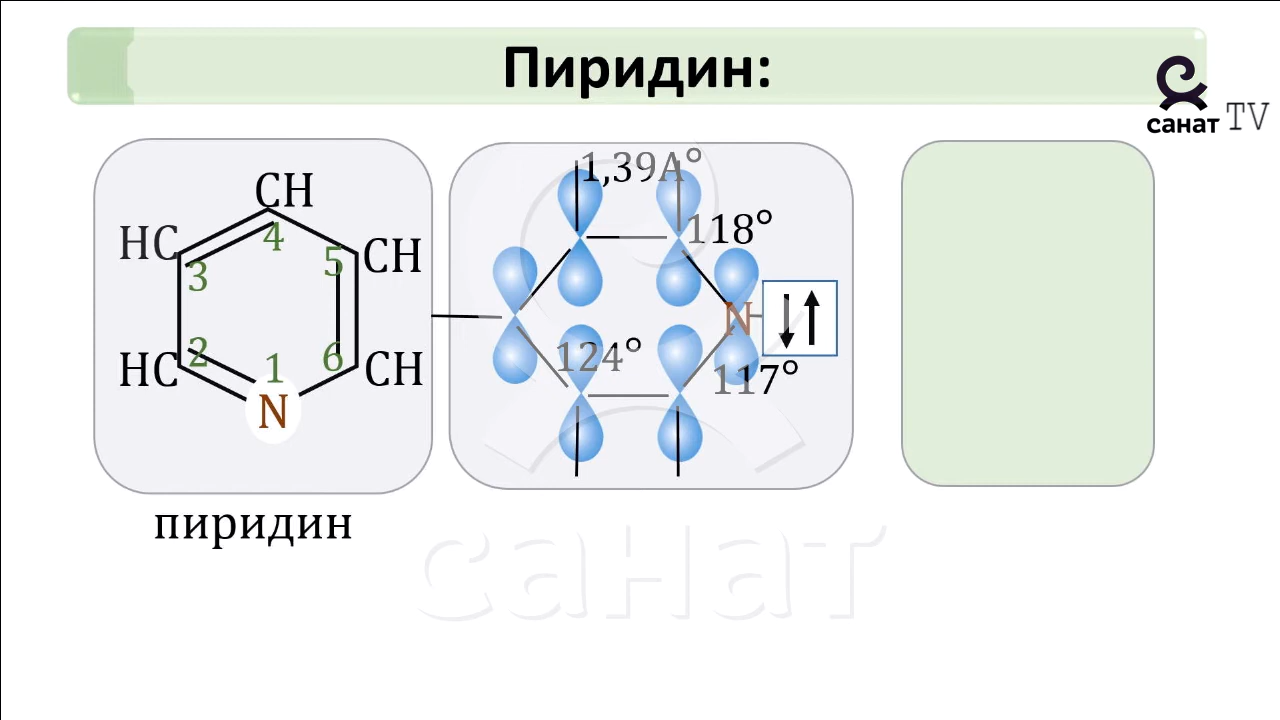 Пиридин:
санат TV
CH
HC
4
5
CH
3
HC
2
1
6
CH
N
пиридин
1,39A°
118°
N
124°
117°
санат